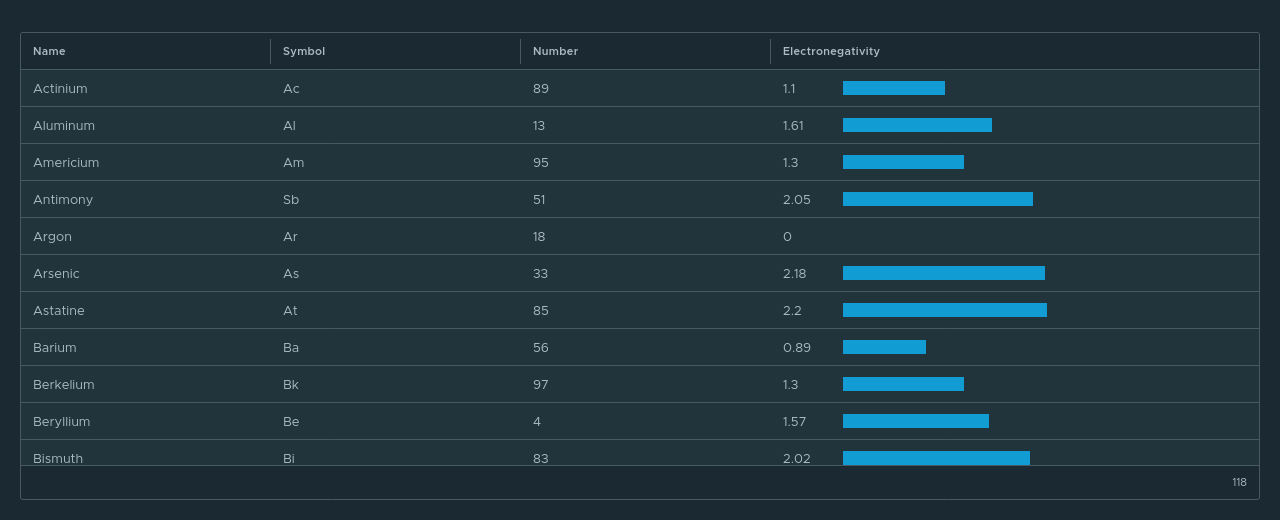 Name Symbol Number Electronegativity
Actinium Ac 89 1.1
Aluminum Al 13 1.61
Americium Am 95 1.3
Antimony Sb 51 2.05
Argon Ar 18 0
Arsenic As 33 2.18
Astatine At 85 2.2
Barium Ba 56 0.89
Berkelium Bk 97 1.3
Beryllium Be 4 1.57
Bismuth Bi 83 2.02
118